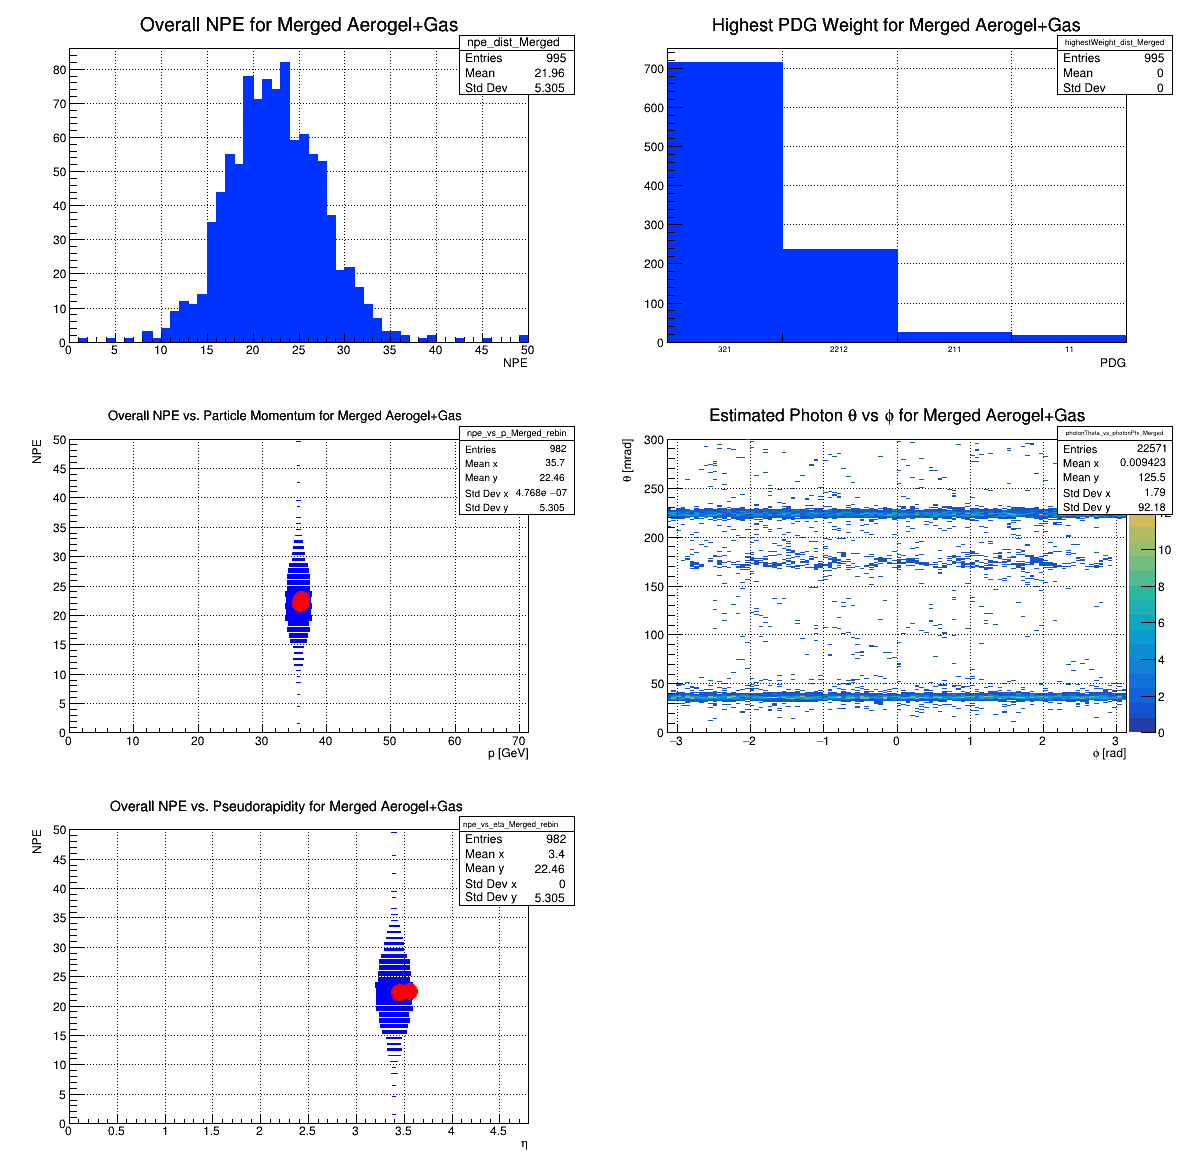 Overall NPE for Merged Aerogel+Gas
npe_dist_Merged
Entries 995
Mean 21.96
Std Dev 5.305
80
70
60
50
40
30
20
10
0
0 5 10 15 20 25 30 35 40 45 50
NPE
Highest PDG Weight for Merged Aerogel+Gas
highestWeight_dist_Merged
Entries 995
Mean 0
Std Dev 0
700
600
500
400
300
200
100
0
321 2212 211 11
PDG
Overall NPE vs. Particle Momentum for Merged Aerogel+Gas
npe_vs_p_Merged_rebin
Entries 982
Mean x 35.7
Mean y 22.46
Std Dev x 4.768e −07
Std Dev y 5.305
NPE
50
45
40
35
30
25
20
15
10
5
0
0 10 20 30 40 50 60 70
p [GeV]
Estimated Photon θ vs ϕ for Merged Aerogel+Gas
photonTheta_vs_photonPhi_Merged
Entries 22571
Mean x 0.009423
Mean y 125.5
Std Dev x 1.79
Std Dev y 92.18
θ [mrad]
300
250
200
150
100
50
0
−3 −2 −1 0 1 2 3
ϕ [rad]
12
10
8
6
4
2
0
Overall NPE vs. Pseudorapidity for Merged Aerogel+Gas
npe_vs_eta_Merged_rebin
Entries 982
Mean x 3.4
Mean y 22.46
Std Dev x 0
Std Dev y 5.305
NPE
50
45
40
35
30
25
20
15
10
5
0
0 0.5 1 1.5 2 2.5 3 3.5 4 4.5
η